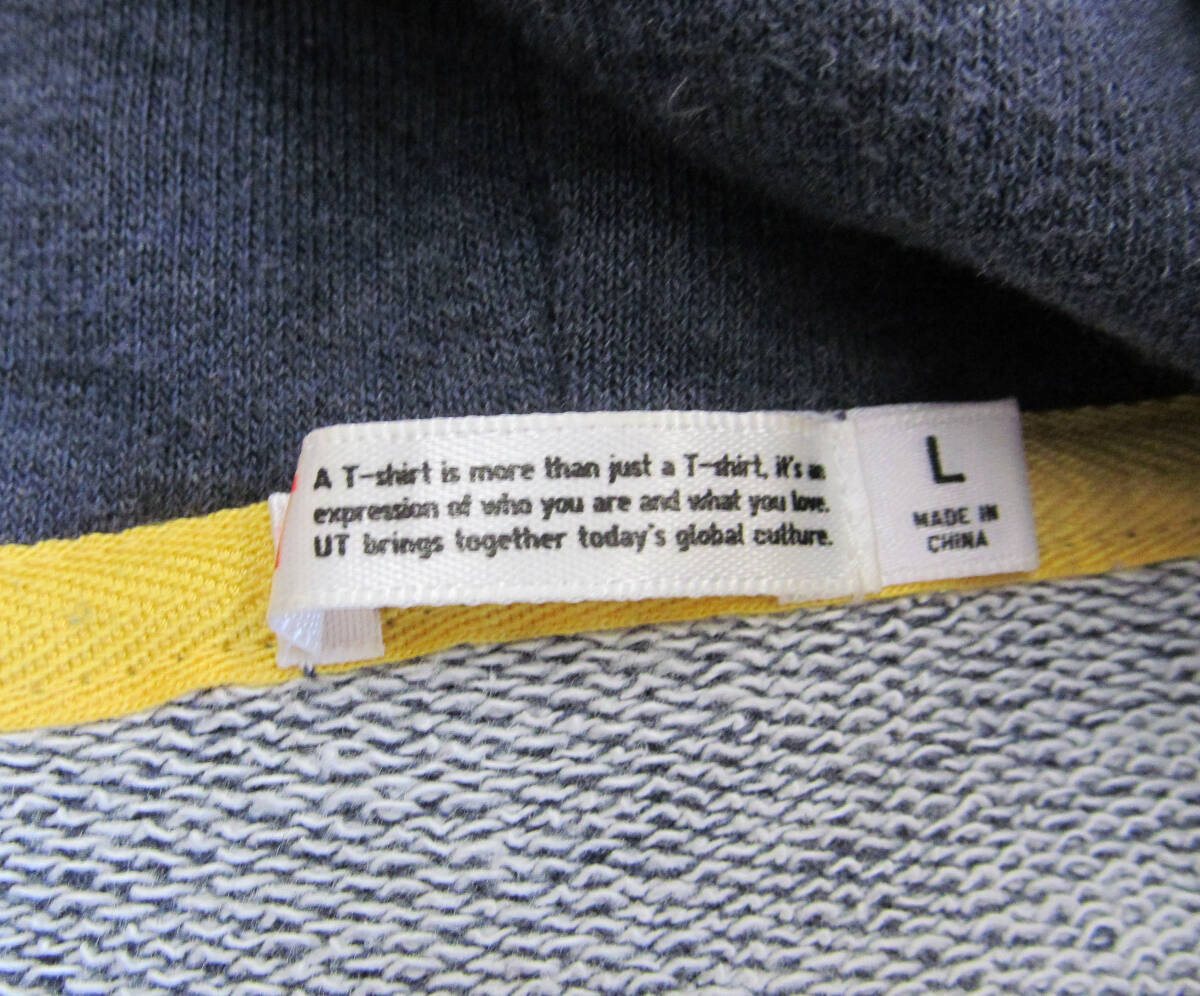 A T-shirt is more than just a T-shirt, it's an
expression of who you are and what you love.
UT brings together today's global culture.
L
MADE IN
CHINA